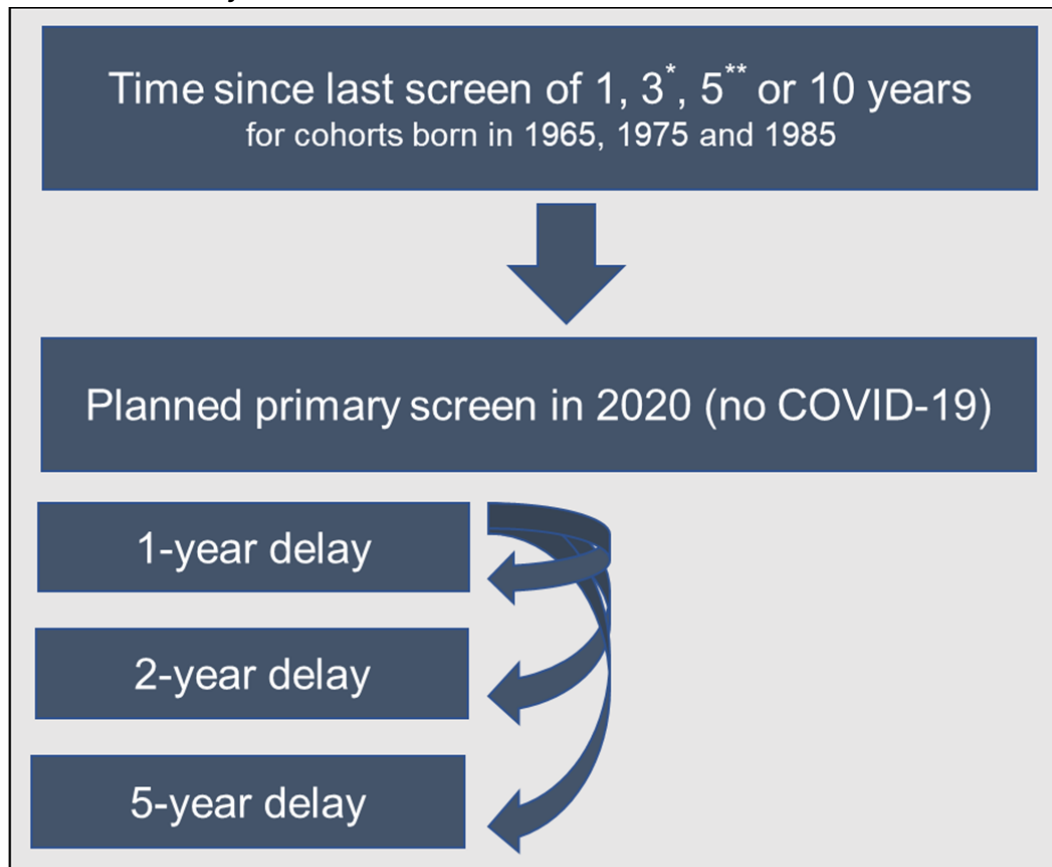 Time since last screen of 1, 3*, 5** or 10 years
for cohorts born in 1965, 1975 and 1985
Planned primary screen in 2020 (no COVID-19)
1-year delay
2-year delay
5-year delay